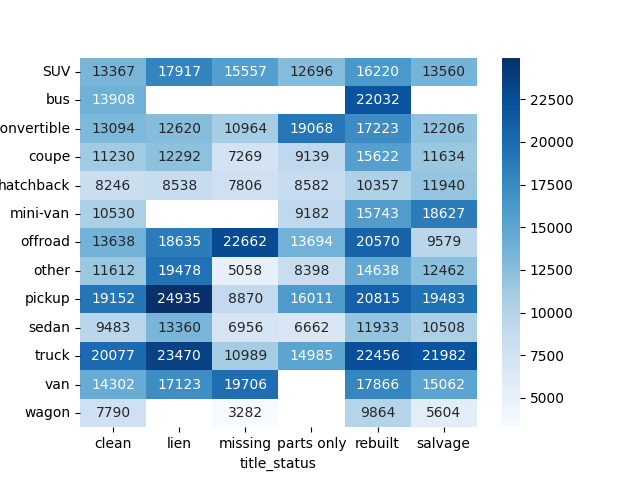 SUV 13367 17917 15557 12696 16220 13560
bus 13908 22032
onvertible 13094 12620 10964 19068 17223 12206
coupe 11230 12292 7269 9139 15622 11634
hatchback 8246 8538 7806 8582 10357 11940
mini-van 10530 9182 15743 18627
offroad 13638 18635 22662 13694 20570 9579
other 11612 19478 5058 8398 14638 12462
pickup 19152 24935 8870 16011 20815 19483
sedan 9483 13360 6956 6662 11933 10508
truck 20077 23470 10989 14985 22456 21982
van 14302 17123 19706 17866 15062
wagon 7790 3282 9864 5604
clean lien missing parts only rebuilt salvage
title_status
22500
20000
17500
15000
12500
10000
7500
5000